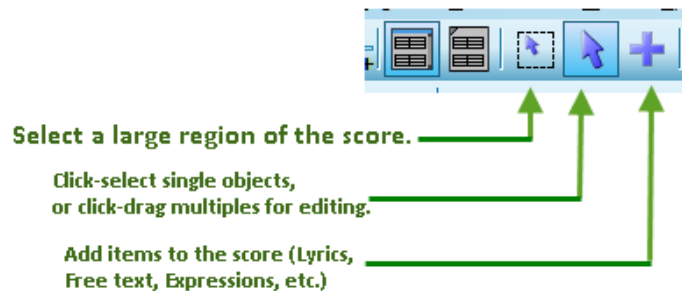 Select a large region of the score.
Click-select single objects,
or click-drag multiples for editing.
Add items to the score (Lyrics,
Free text, Expressions, etc.)